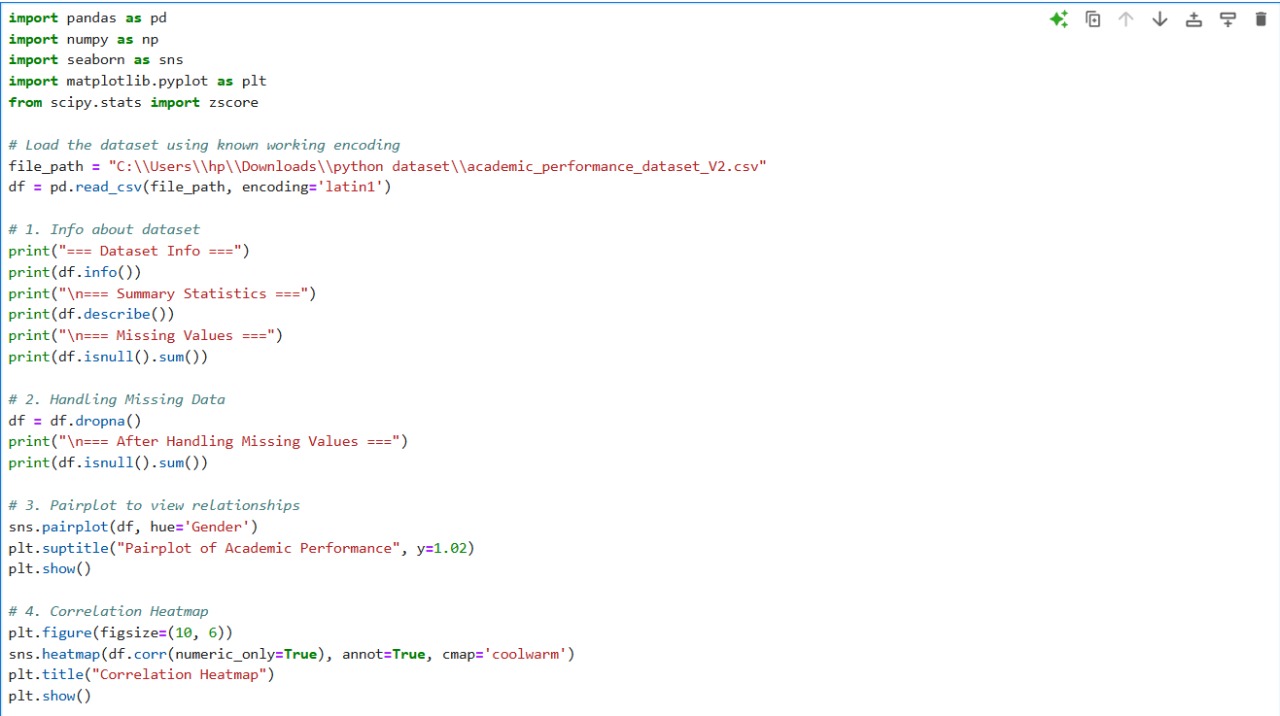 import pandas as pd
import numpy as np
import seaborn as sns
import matplotlib.pyplot as plt
from scipy.stats import zscore
# Load the dataset using known working encoding
file_path = "C:\\Users\\hp\\Downloads\\python dataset\\academic_performance_dataset_V2.csv"
df = pd.read_csv(file_path, encoding='latin1')
# 1. Info about dataset
print("=== Dataset Info ===")
print(df.info())
print("\n=== Summary Statistics ===")
print(df.describe())
print("\n=== Missing Values ===")
print(df.isnull().sum())
# 2. Handling Missing Data
df = df.dropna()
print("\n=== After Handling Missing Values ===")
print(df.isnull().sum())
# 3. Pairplot to view relationships
sns.pairplot(df, hue='Gender')
plt.suptitle("Pairplot of Academic Performance", y=1.02)
plt.show()
# 4. Correlation Heatmap
plt.figure(figsize=(10, 6))
sns.heatmap(df.corr(numeric_only=True), annot=True, cmap='coolwarm')
plt.title("Correlation Heatmap")
plt.show()